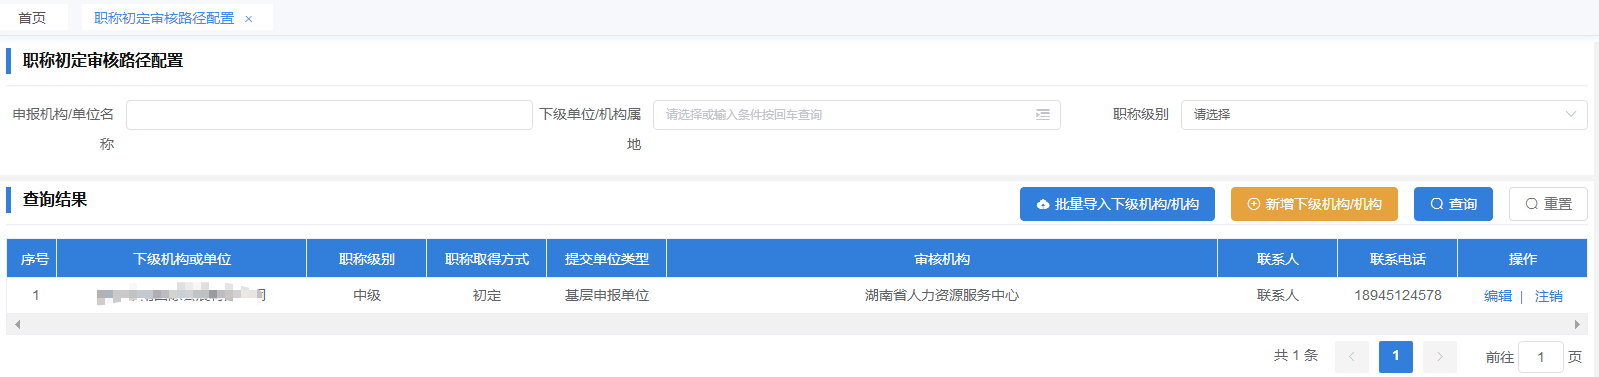 首页 职称初定审核路径配置 ×
职称初定审核路径配置
申报机构/单位名称 下级单位/机构属地 请选择或输入条件按回车查询 职称级别 请选择
查询结果 批量导入下级机构/机构 新增下级机构/机构 查询 重置
序号 下级机构或单位 职称级别 职称取得方式 提交单位类型 审核机构 联系人 联系电话 操作
1 中级 初定 基层申报单位 湖南省人力资源服务中心 联系人 18945124578 编辑 | 注销
共 1 条 < 1 > 前往 1 页